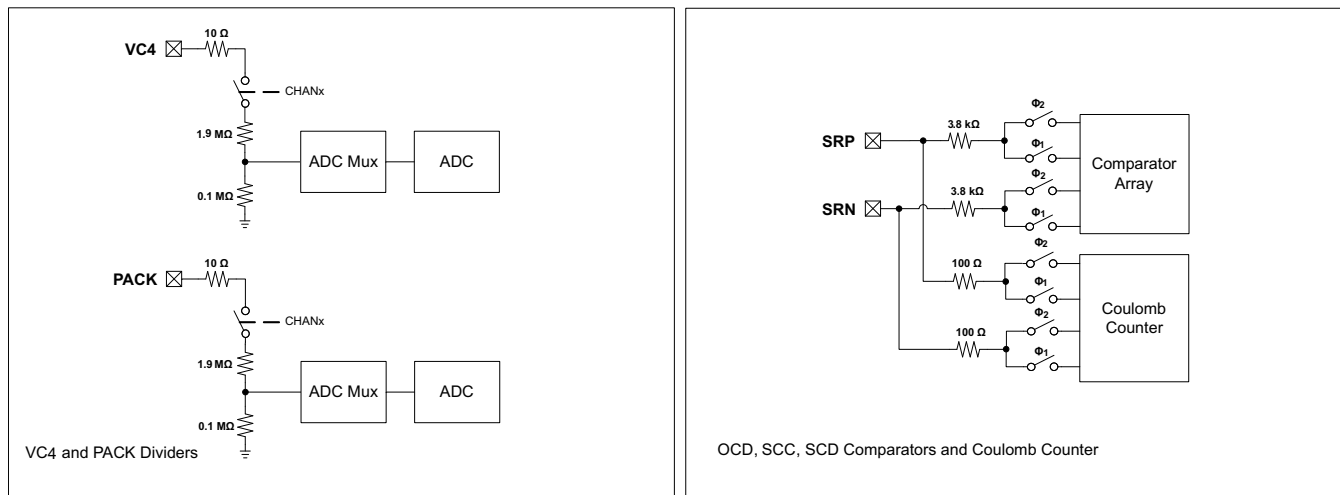 10 Ω
VC4
CHANx
1.9 MΩ
ADC Mux
ADC
0.1 MΩ
10 Ω
PACK
CHANx
1.9 MΩ
ADC Mux
ADC
0.1 MΩ
VC4 and PACK Dividers
Φ2
3.8 kΩ
SRP
Φ1
Comparator
Array
Φ2
3.8 kΩ
SRN
Φ1
Φ2
100 Ω
Φ1
Coulomb
Counter
Φ2
100 Ω
Φ1
OCD, SCC, SCD Comparators and Coulomb Counter